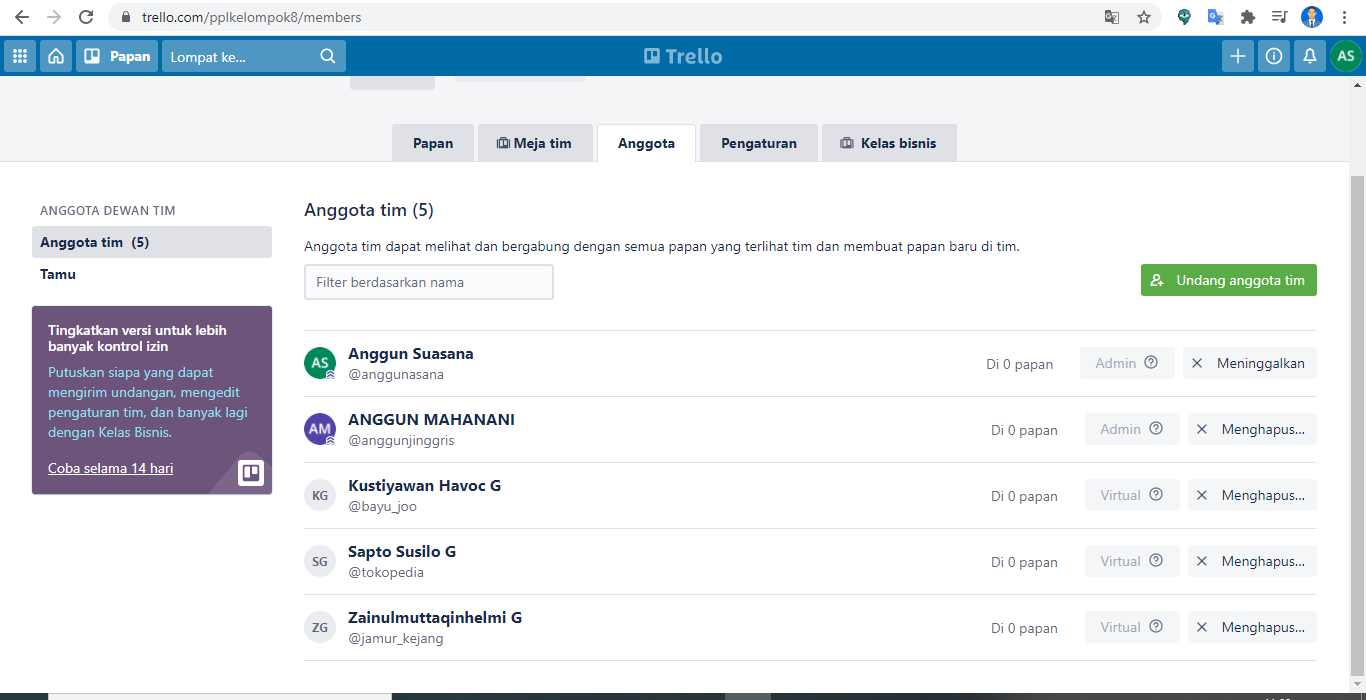 trello.com/pplkelompok8/members
Papan
Lompat ke...
Trello
AS
Papan
Meja tim
Anggota
Pengaturan
Kelas bisnis
ANGGOTA DEWAN TIM
Anggota tim (5)
Tamu
Tingkatkan versi untuk lebih
banyak kontrol izin
Putuskan siapa yang dapat
mengirim undangan, mengedit
pengaturan tim, dan banyak lagi
dengan Kelas Bisnis.
Coba selama 14 hari
Anggota tim (5)
Anggota tim dapat melihat dan bergabung dengan semua papan yang terlihat tim dan membuat papan baru di tim.
Filter berdasarkan nama
Undang anggota tim
AS Anggun Suasana Di 0 papan Admin Meninggalkan
@anggunasana
AM ANGGUN MAHANANI Di 0 papan Admin Menghapus...
@anggunjinggris
KG Kustiyawan Havoc G Di 0 papan Virtual Menghapus...
@bayu_joo
SG Sapto Susilo G Di 0 papan Virtual Menghapus...
@tokopedia
ZG Zainulmuttaqinhelmi G Di 0 papan Virtual Menghapus...
@jamur_kejang